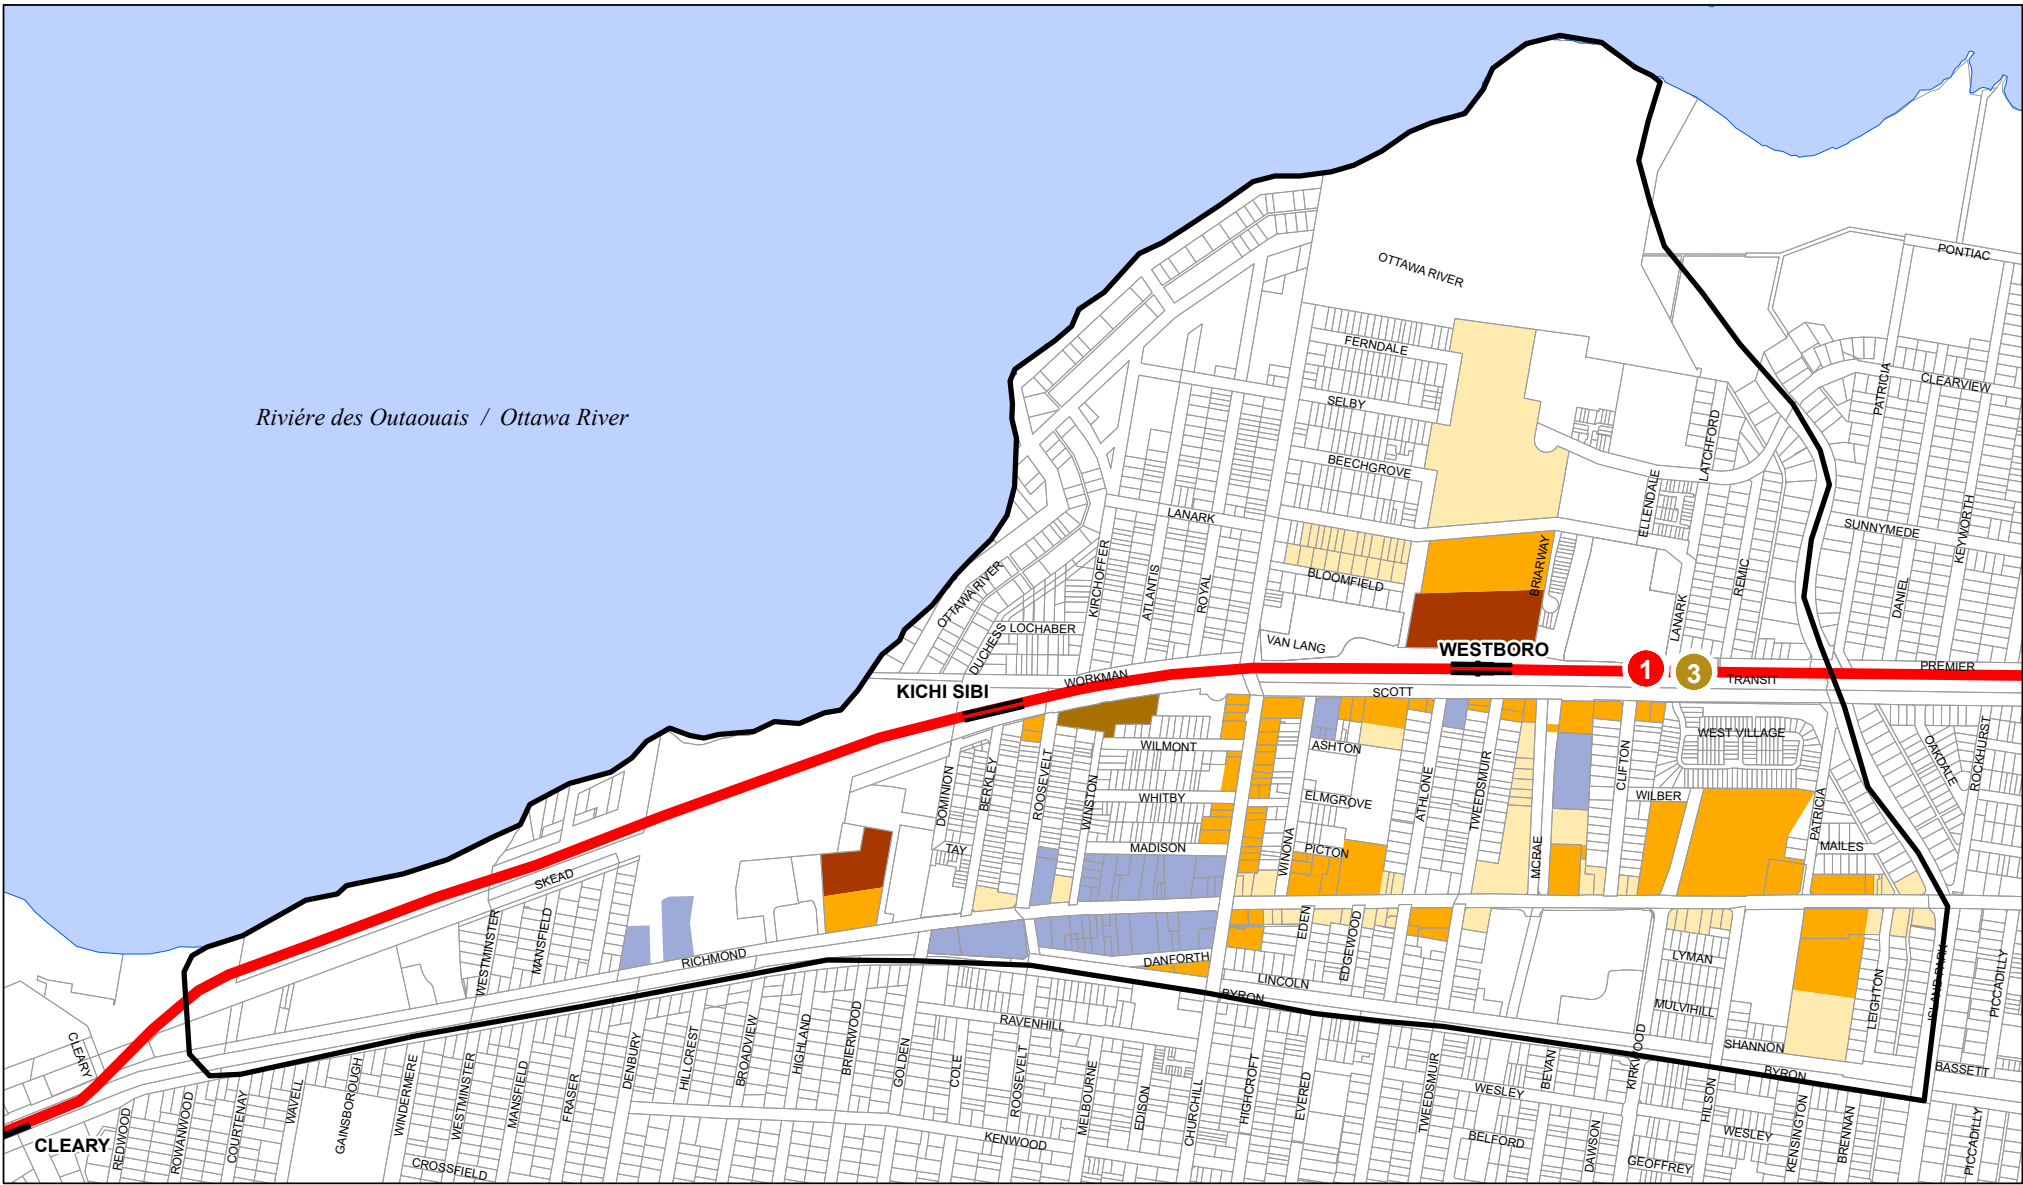 PONTIAC
OTTAWA RIVER
FERNDALE
PATRICIA
CLEARVIEW
Riviére des Outaouais / Ottawa River
SELBY
LATCHFORD
BEECHGROVE
ELLENDALE
LANARK
SUNNYMEDE
KEYWORTH
KIRCHOFFER
ATLANTIS
ROYAL
BLOOMFIELD
BRIARWAY
REMIC
DANIEL
OTTAWA RIVER
DUCHESS
LOCHABER
LANARK
VAN LANG
WESTBORO
1
3
PREMIER
TRANSIT
WORKMAN
KICHI SIBI
SCOTT
WILMONT
ASHTON
WEST VILLAGE
OAKDALE
ROCKHURST
CLIFTON
DOMINION
BERKLEY
ROOSEVELT
WINSTON
WHITBY
ELMGROVE
ATHLONE
TWEEDSMUIR
WILBER
PATRICIA
TAY
MADISON
WINONA
PICTON
MCRAE
MAILES
SKEAD
WESTMINSTER
MANSFIELD
RICHMOND
DANFORTH
EDEN
EDGEWOOD
LINCOLN
LYMAN
LEIGHTON
ISLAND PARK
PICCADILLY
BYRON
MULVIHILL
CLEARY
RAVENHILL
KIRKWOOD
SHANNON
BYRON
BASSETT
REDWOOD
ROWANWOOD
COURTENAY
WAVELL
GAINSBOROUGH
WINDERMERE
WESTMINSTER
MANSFIELD
FRASER
DENBURY
HILLCREST
BROADVIEW
HIGHLAND
BRIERWOOD
GOLDEN
COLE
ROOSEVELT
MELBOURNE
EDISON
CHURCHILL
HIGHCROFT
EVERED
TWEEDSMUIR
WESLEY
BEVAN
DAWSON
HILSON
WESLEY
KENSINGTON
BRENNAN
PICCADILLY
CLEARY
CROSSFIELD
KENWOOD
BELFORD
GEOFFREY